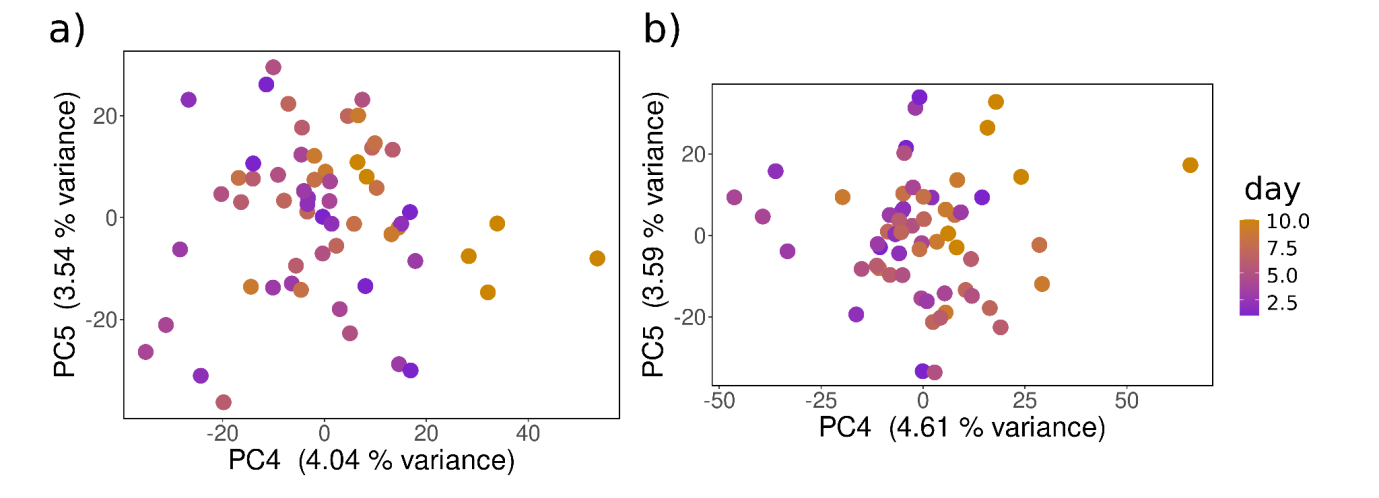 a)
PC5 (3.54 % variance)
20
0
-20
-20 0 20 40
PC4 (4.04 % variance)
b)
PC5 (3.59 % variance)
20
0
-20
-50 -25 0 25 50
PC4 (4.61 % variance)
day
10.0
7.5
5.0
2.5